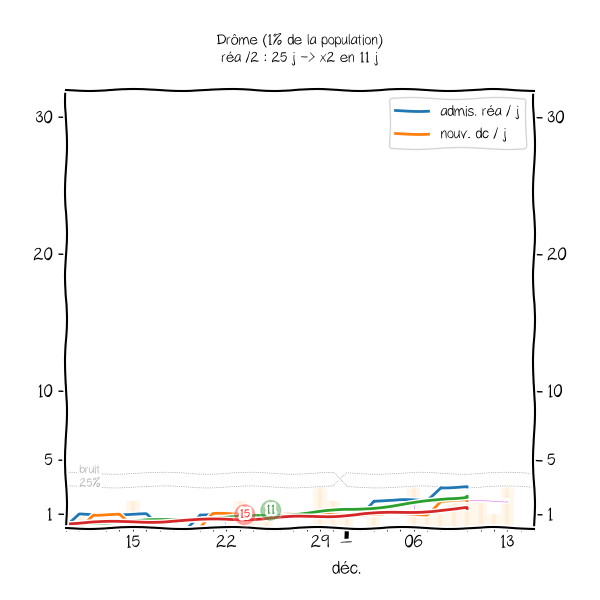 Drôme (1% de la population)
réa /2 : 25 j -> x2 en 11 j
admis. réa / j
nouv. dc / j
30 30
20 20
10 10
5 5
bruit
25%
15 11
1 1
15 22 29 06 13
déc.